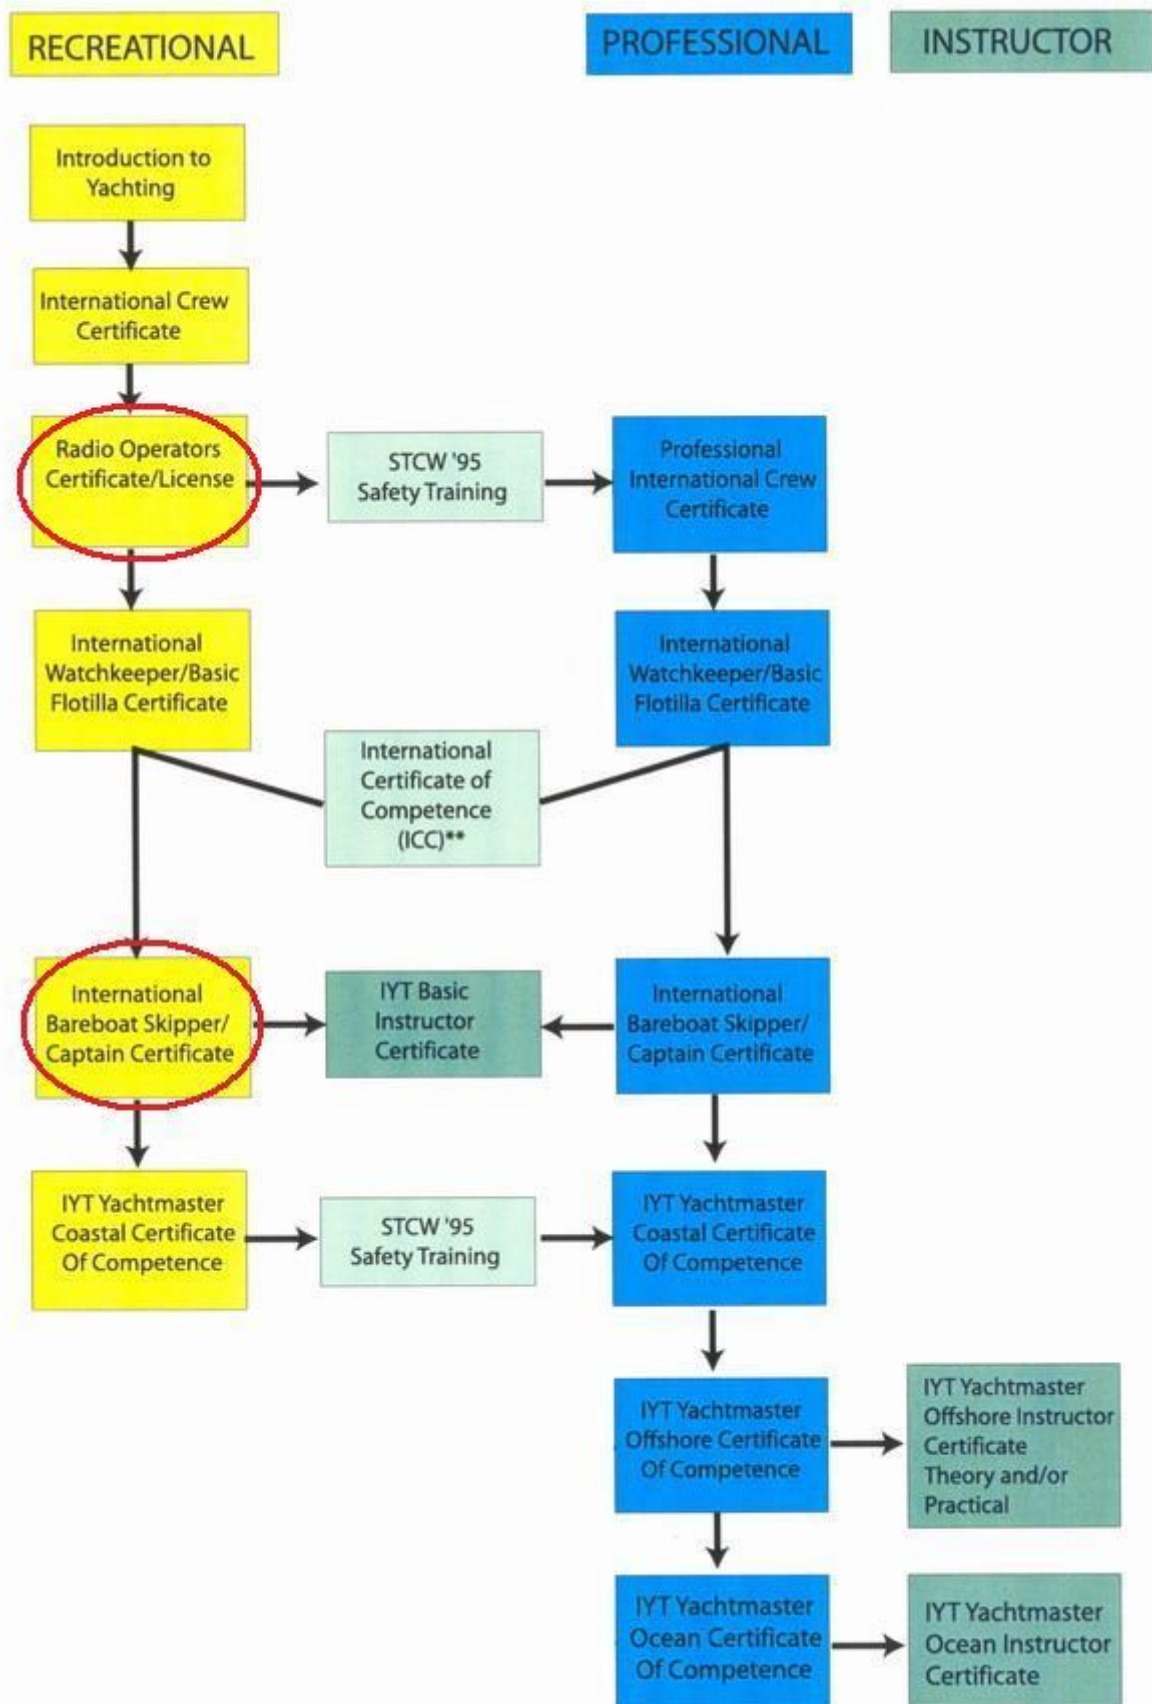 RECREATIONAL
PROFESSIONAL
INSTRUCTOR
Introduction to
Yachting
International Crew
Certificate
Radio Operators
Certificate/License
STCW '95
Safety Training
Professional
International Crew
Certificate
International
Watchkeeper/Basic
Flotilla Certificate
International
Watchkeeper/Basic
Flotilla Certificate
International
Certificate of
Competence
(ICC)**
International
Bareboat Skipper/
Captain Certificate
IYT Basic
Instructor
Certificate
International
Bareboat Skipper/
Captain Certificate
IYT Yachtmaster
Coastal Certificate
Of Competence
STCW '95
Safety Training
IYT Yachtmaster
Coastal Certificate
Of Competence
IYT Yachtmaster
Offshore Certificate
Of Competence
IYT Yachtmaster
Offshore Instructor
Certificate
Theory and/or
Practical
IYT Yachtmaster
Ocean Certificate
Of Competence
IYT Yachtmaster
Ocean Instructor
Certificate